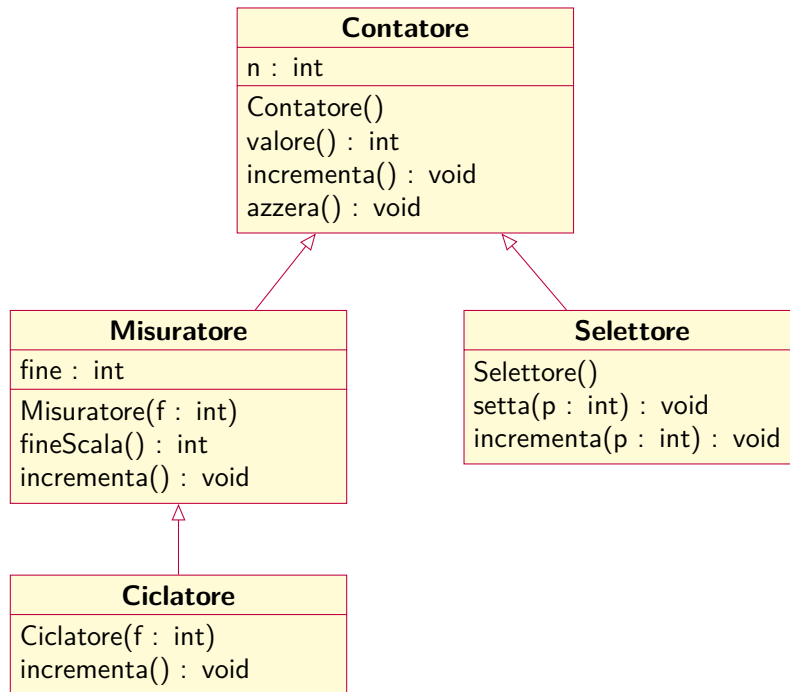 Contatore
n : int
Contatore()
valore() : int
incrementa() : void
azzera() : void
Misuratore
fine : int
Misuratore(f : int)
fineScala() : int
incrementa() : void
Selettore
Selettore()
setta(p : int) : void
incrementa(p : int) : void
Ciclatore
Ciclatore(f : int)
incrementa() : void